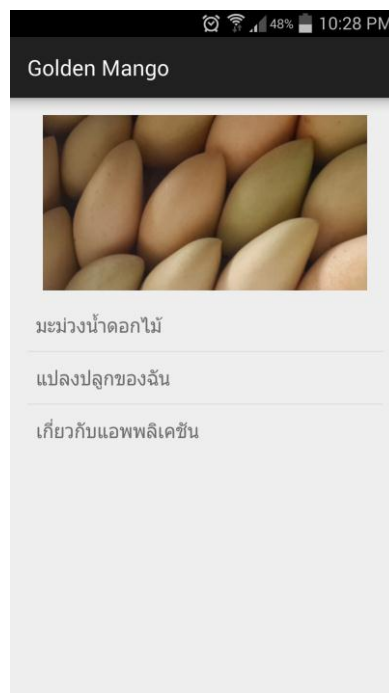 48% 10:28 PM
Golden Mango
มะม่วงน้ำดอกไม้
แปลงปลูกของฉัน
เกี่ยวกับแอพพลิเคชัน